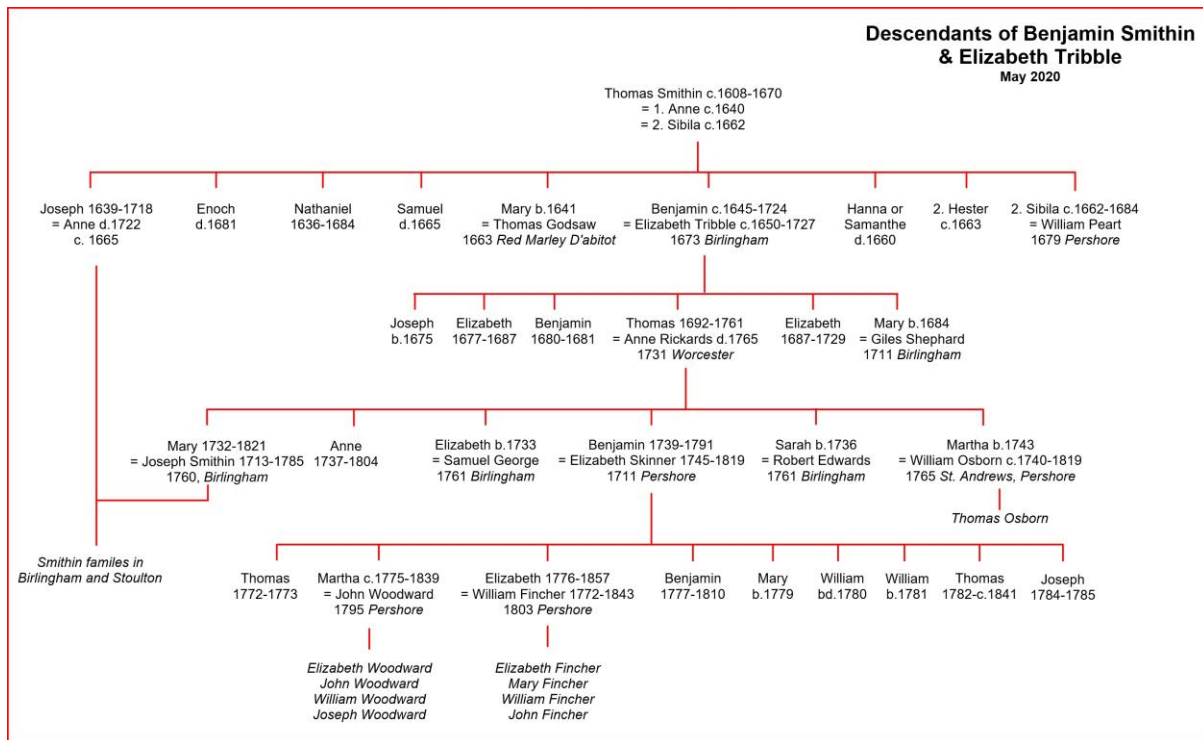 Descendants of Benjamin Smithin
& Elizabeth Tribble
May 2020
Thomas Smithin c.1608-1670
= 1. Anne c.1640
= 2. Sibila c.1662
Joseph 1639-1718
= Anne d.1722
c. 1665
Enoch
d.1681
Nathaniel
1636-1684
Samuel
d.1665
Mary b.1641
= Thomas Godsaw
1663 Red Marley D'abitot
Benjamin c.1645-1724
= Elizabeth Tribble c.1650-1727
1673 Birlingham
Hanna or
Samanthe
d.1660
2. Hester
c.1663
2. Sibila c.1662-1684
= William Peart
1679 Pershore
Joseph
b.1675
Elizabeth
1677-1687
Benjamin
1680-1681
Thomas 1692-1761
= Anne Rickards d.1765
1731 Worcester
Elizabeth
1687-1729
Mary b.1684
= Giles Shephard
1711 Birlingham
Mary 1732-1821
= Joseph Smithin 1713-1785
1760, Birlingham
Anne
1737-1804
Elizabeth b.1733
= Samuel George
1761 Birlingham
Benjamin 1739-1791
= Elizabeth Skinner 1745-1819
1711 Pershore
Sarah b.1736
= Robert Edwards
1761 Birlingham
Martha b.1743
= William Osborn c.1740-1819
1765 St. Andrews, Pershore
Thomas Osborn
Smithin familes in
Birlingham and Stoulton
Thomas
1772-1773
Martha c.1775-1839
= John Woodward
1795 Pershore
Elizabeth 1776-1857
= William Fincher 1772-1843
1803 Pershore
Benjamin
1777-1810
Mary
b.1779
William
bd.1780
William
b.1781
Thomas
1782-c.1841
Joseph
1784-1785
Elizabeth Woodward
John Woodward
William Woodward
Joseph Woodward
Elizabeth Fincher
Mary Fincher
William Fincher
John Fincher